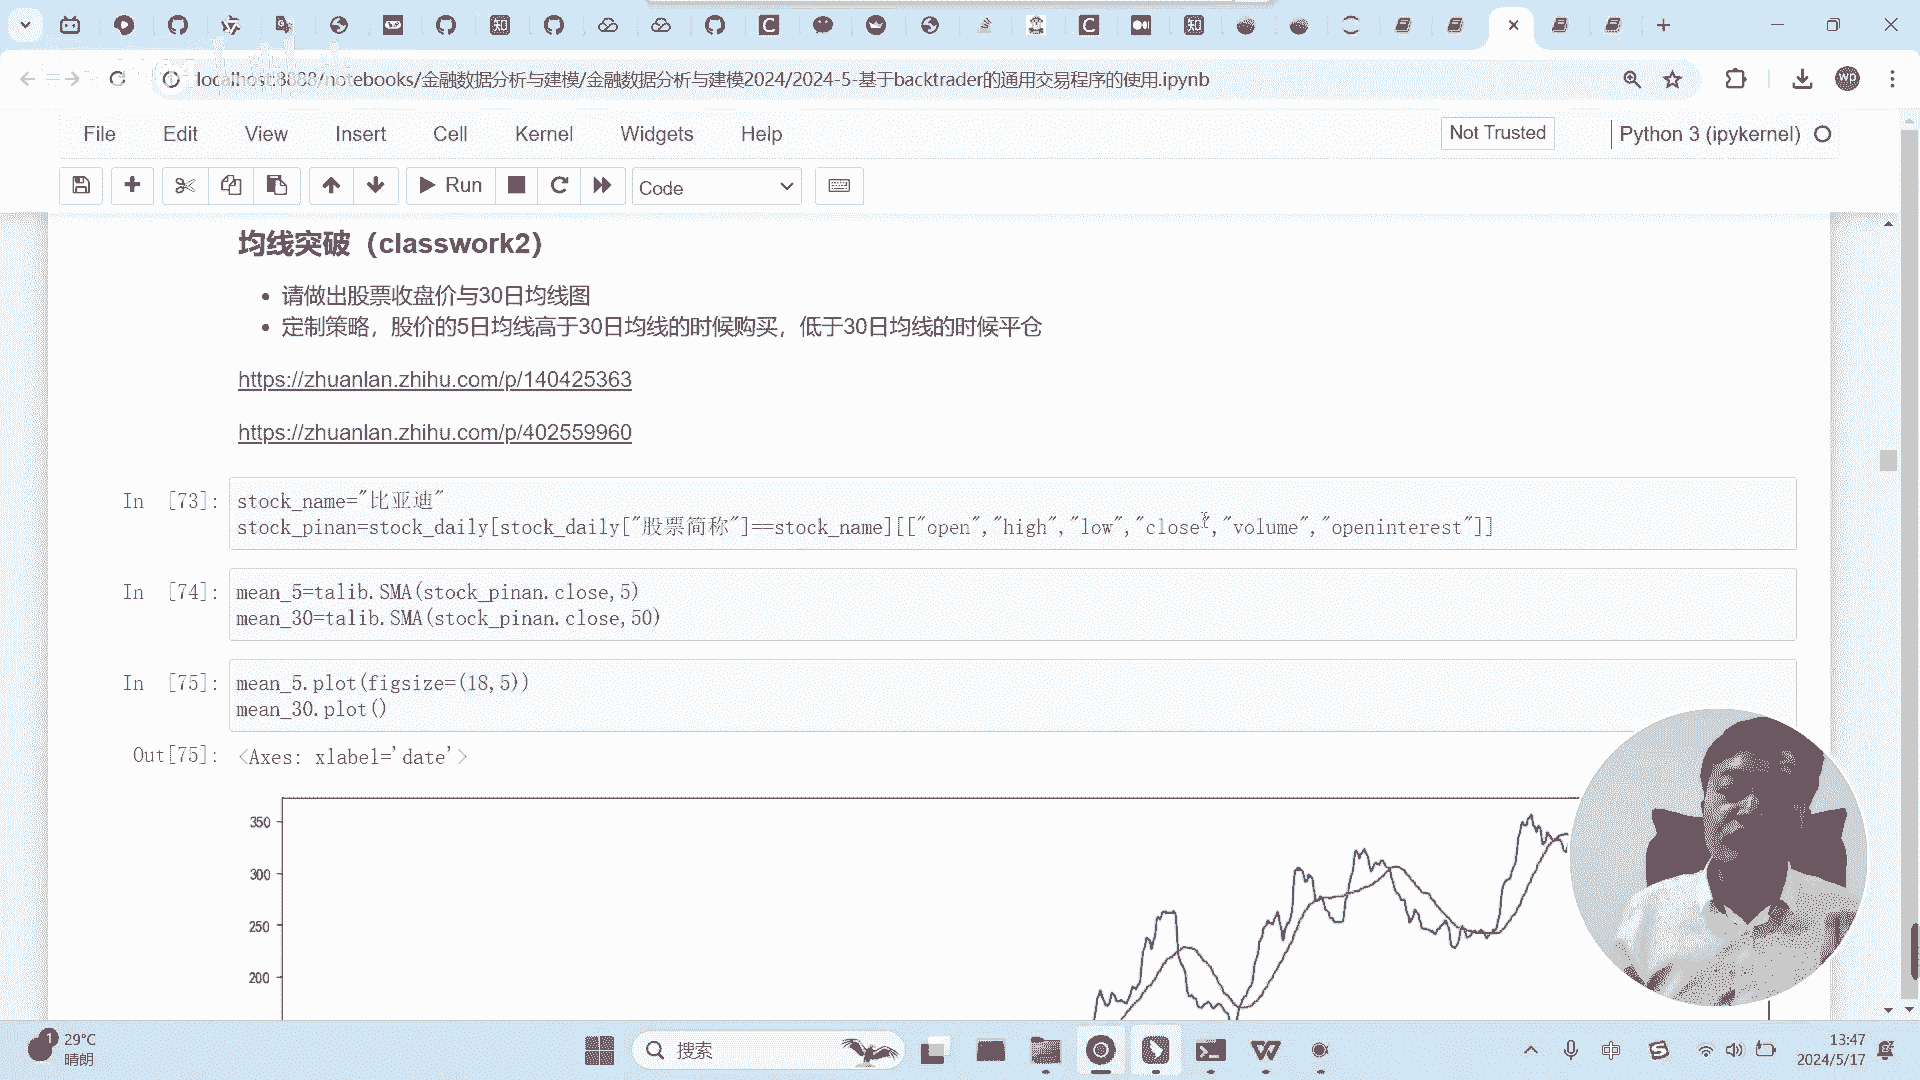 localhost:8888/notebooks/金融数据分析与建模/金融数据分析与建模2024/2024-5-基于backtrader的通用交易程序的使用.ipynb
wp
File Edit View Insert Cell Kernel Widgets Help
Not Trusted
Python 3 (ipykernel)
Run
Code
均线突破（classwork2）
请做出股票收盘价与30日均线图
定制策略，股价的5日均线高于30日均线的时候购买，低于30日均线的时候平仓
https://zhuanlan.zhihu.com/p/140425363
https://zhuanlan.zhihu.com/p/402559960
In [73]:
stock_name="比亚迪"
stock_pinan=stock_daily[stock_daily["股票简称"]==stock_name][["open","high","low","close","volume","openinterest"]]
In [74]:
mean_5=talib.SMA(stock_pinan.close,5)
mean_30=talib.SMA(stock_pinan.close,50)
In [75]:
mean_5.plot(figsize=(18,5))
mean_30.plot()
Out[75]:
<Axes: xlabel='date'>
350
300
250
200
1
29°C
晴朗
搜索
中
13:47
2024/5/17